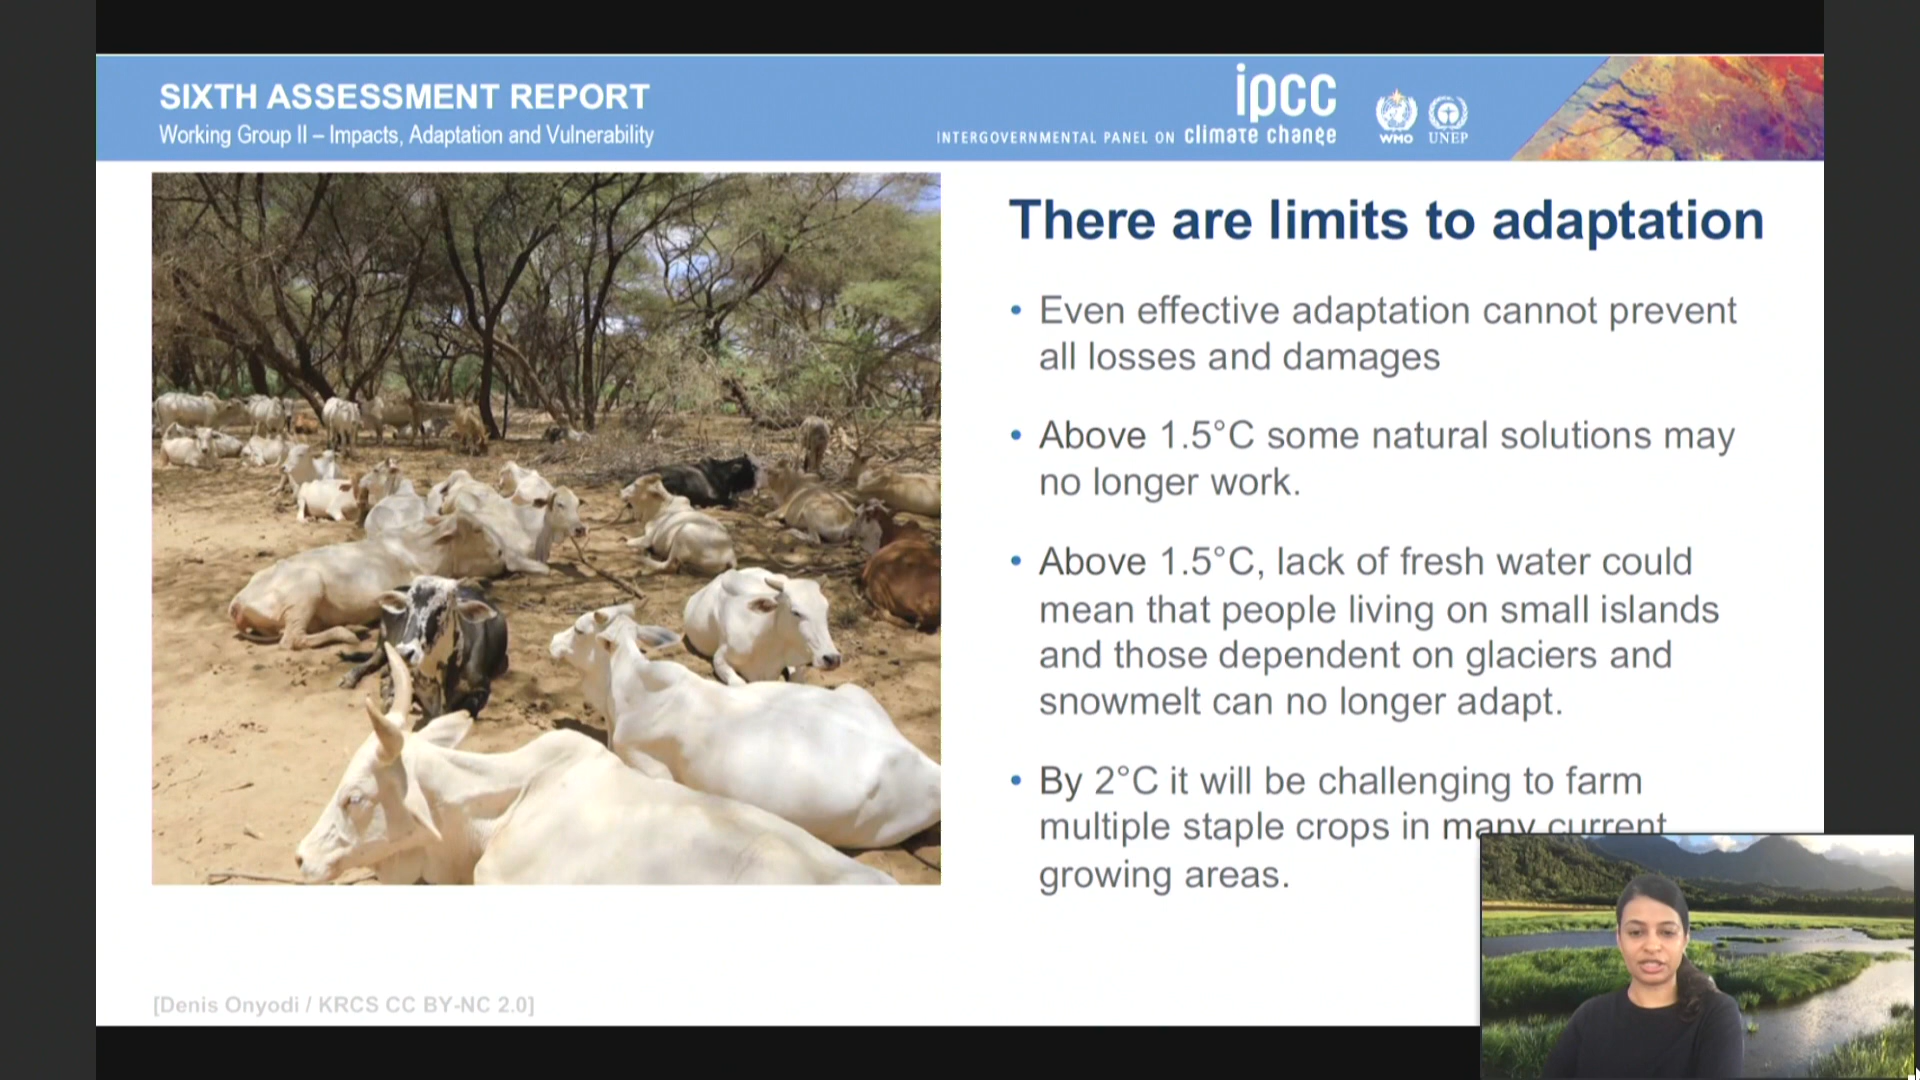 SIXTH ASSESSMENT REPORT
Working Group II – Impacts, Adaptation and Vulnerability
ipcc
INTERGOVERNMENTAL PANEL ON climate change
WMO
UNEP
There are limits to adaptation
• Even effective adaptation cannot prevent
all losses and damages
• Above 1.5°C some natural solutions may
no longer work.
• Above 1.5°C, lack of fresh water could
mean that people living on small islands
and those dependent on glaciers and
snowmelt can no longer adapt.
• By 2°C it will be challenging to farm
multiple staple crops in many current
growing areas.
[Denis Onyodi / KRCS CC BY-NC 2.0]